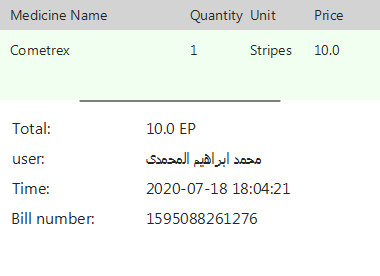 Medicine Name Quantity Unit Price
Cometrex 1 Stripes 10.0
Total: 10.0 EP
user: محمد ابراهيم المحمدى
Time: 2020-07-18 18:04:21
Bill number: 1595088261276